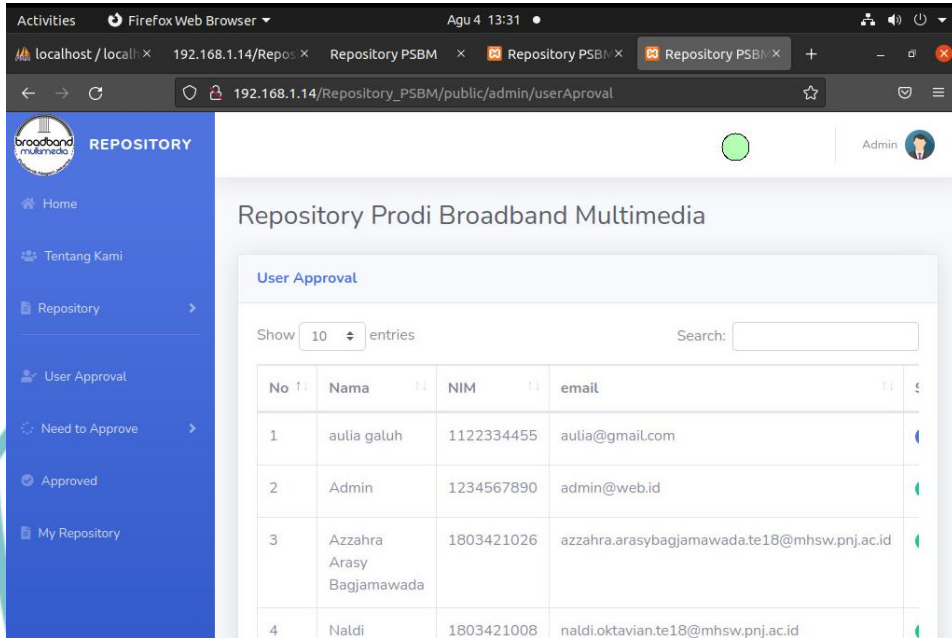 Activities Firefox Web Browser Agu 4 13:31
localhost / localh 192.168.1.14/Repos Repository PSBM Repository PSBM Repository PSBM
192.168.1.14/Repository_PSBM/public/admin/userAproval
broadband
multimedia
REPOSITORY
Admin
Home
Tentang Kami
Repository
User Approval
Need to Approve
Approved
My Repository
Repository Prodi Broadband Multimedia
User Approval
Show 10 entries Search:
No Nama NIM email
1 aulia galuh 1122334455 aulia@gmail.com
2 Admin 1234567890 admin@web.id
3 Azzahra Arasy Bagjamawada 1803421026 azzahra.arasybagjamawada.te18@mhsw.pnj.ac.id
4 Naldi 1803421008 naldi.oktavian.te18@mhsw.pnj.ac.id